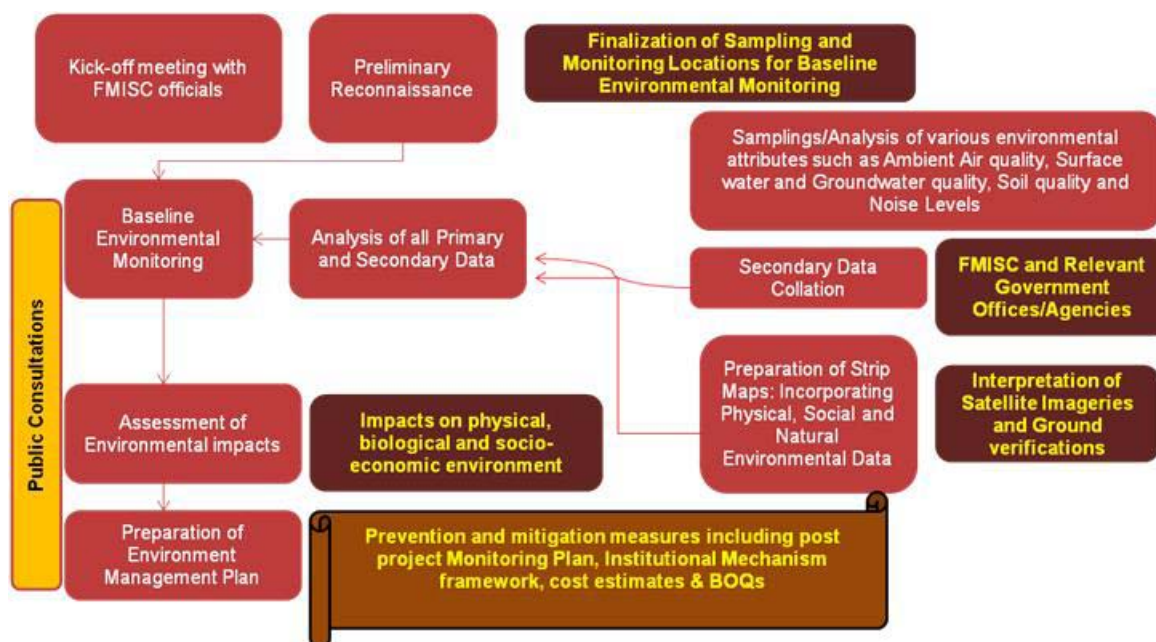 Kick-off meeting with
FMISC officials
Preliminary
Reconnaissance
Finalization of Sampling and
Monitoring Locations for Baseline
Environmental Monitoring
Samplings/Analysis of various environmental
attributes such as Ambient Air quality, Surface
water and Groundwater quality, Soil quality and
Noise Levels
Public Consultations
Baseline
Environmental
Monitoring
Analysis of all Primary
and Secondary Data
Secondary Data
Collation
FMISC and Relevant
Government
Offices/Agencies
Preparation of Strip
Maps: Incorporating
Physical, Social and
Natural
Environmental Data
Interpretation of
Satellite Imageries
and Ground
verifications
Assessment of
Environmental impacts
Impacts on physical,
biological and socio-
economic environment
Preparation of
Environment
Management Plan
Prevention and mitigation measures including post
project Monitoring Plan, Institutional Mechanism
framework, cost estimates & BOQs